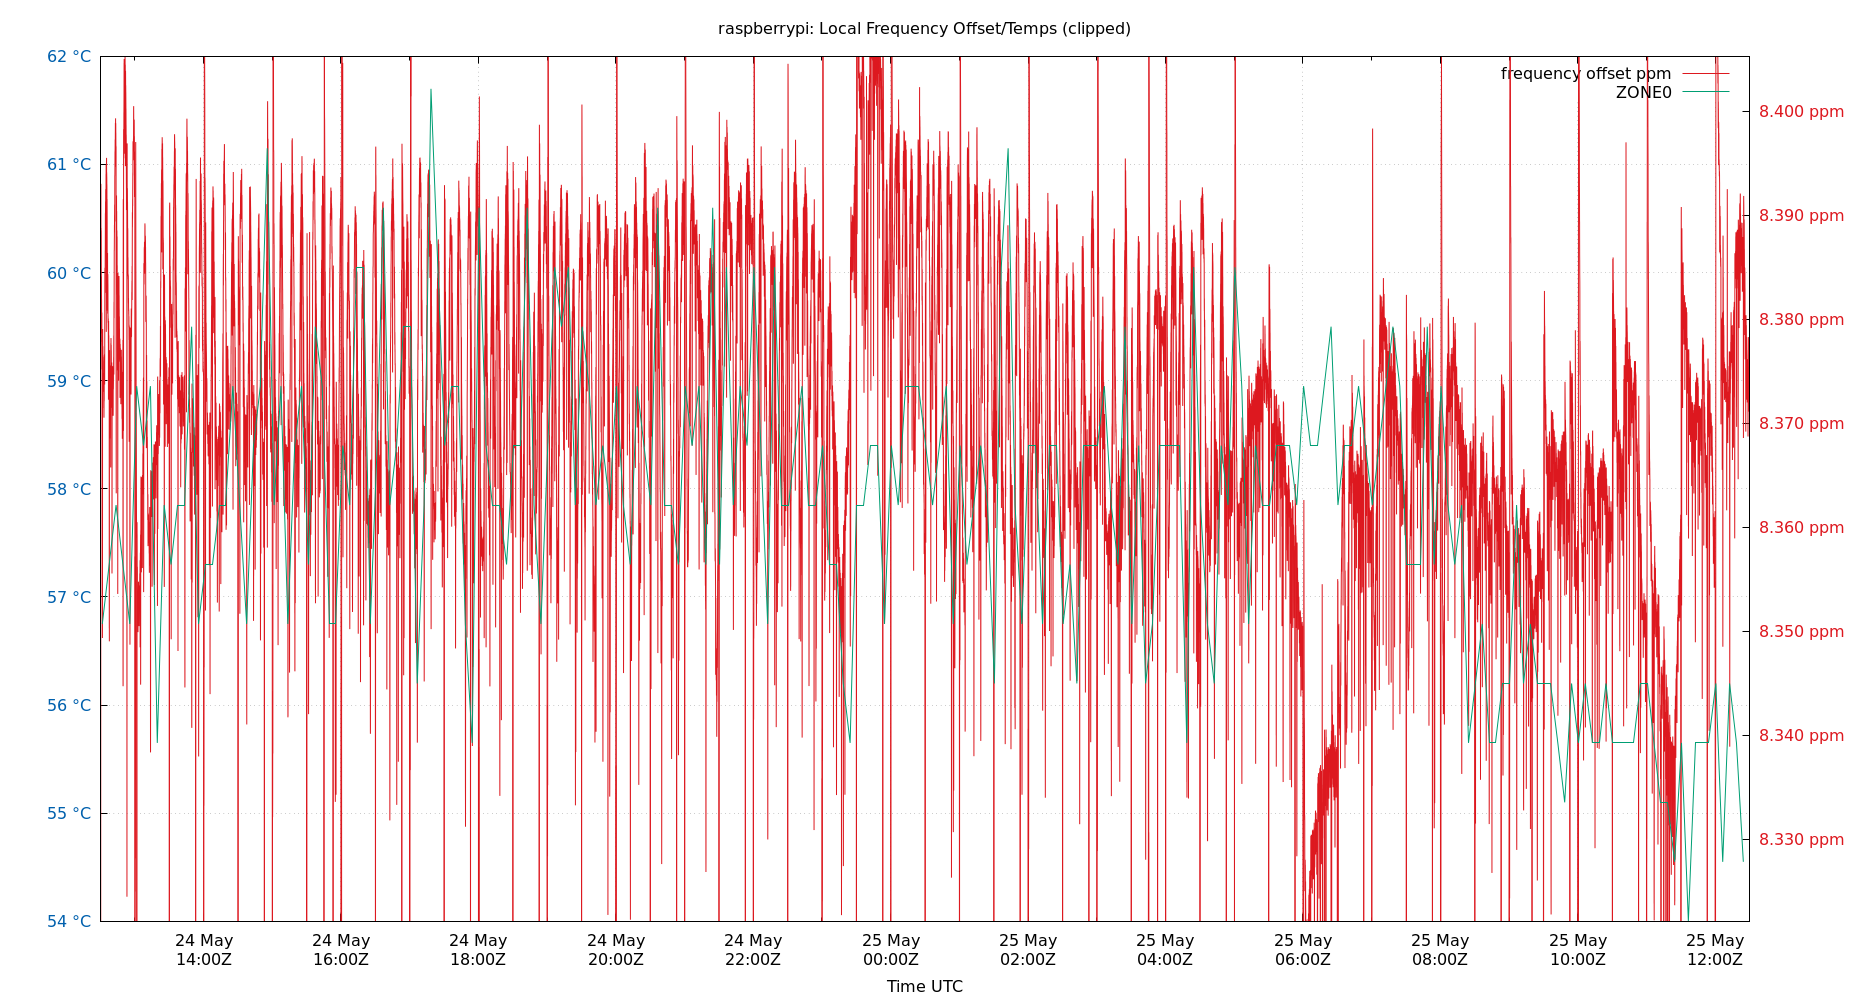 raspberrypi: Local Frequency Offset/Temps (clipped)
frequency offset ppm
ZONE0
62 °C
61 °C
60 °C
59 °C
58 °C
57 °C
56 °C
55 °C
54 °C
8.400 ppm
8.390 ppm
8.380 ppm
8.370 ppm
8.360 ppm
8.350 ppm
8.340 ppm
8.330 ppm
24 May
14:00Z
24 May
16:00Z
24 May
18:00Z
24 May
20:00Z
24 May
22:00Z
25 May
00:00Z
25 May
02:00Z
25 May
04:00Z
25 May
06:00Z
25 May
08:00Z
25 May
10:00Z
25 May
12:00Z
Time UTC